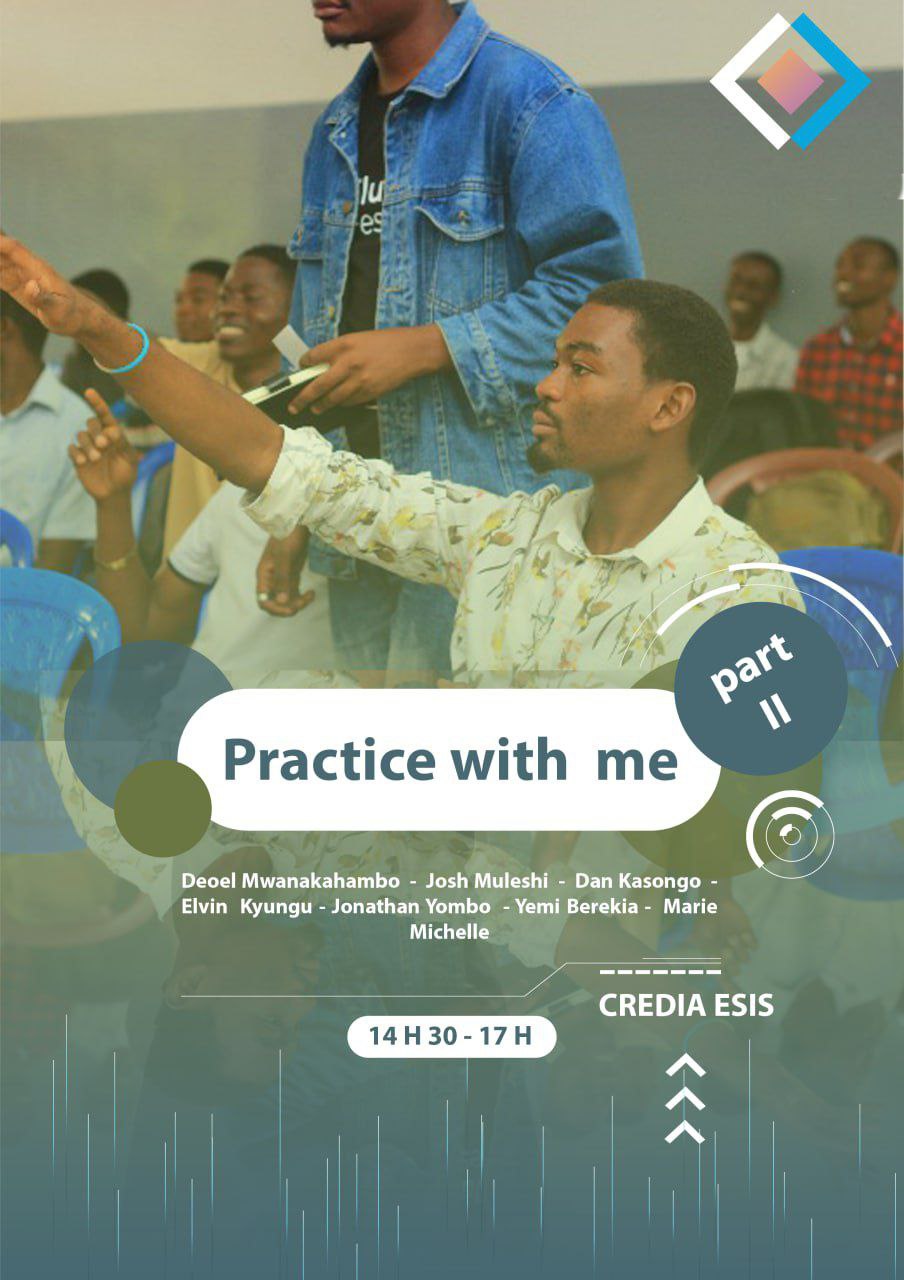 part
II
Practice with me
Deoel Mwanakahambo - Josh Muleshi - Dan Kasongo -
Elvin Kyungu - Jonathan Yombo - Yemi Berekia - Marie
Michelle
CREDIA ESIS
14 H 30 - 17 H